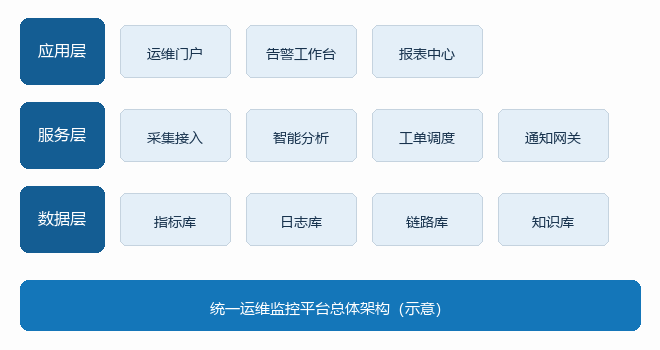 应用层
运维门户
告警工作台
报表中心
服务层
采集接入
智能分析
工单调度
通知网关
数据层
指标库
日志库
链路库
知识库
统一运维监控平台总体架构（示意）